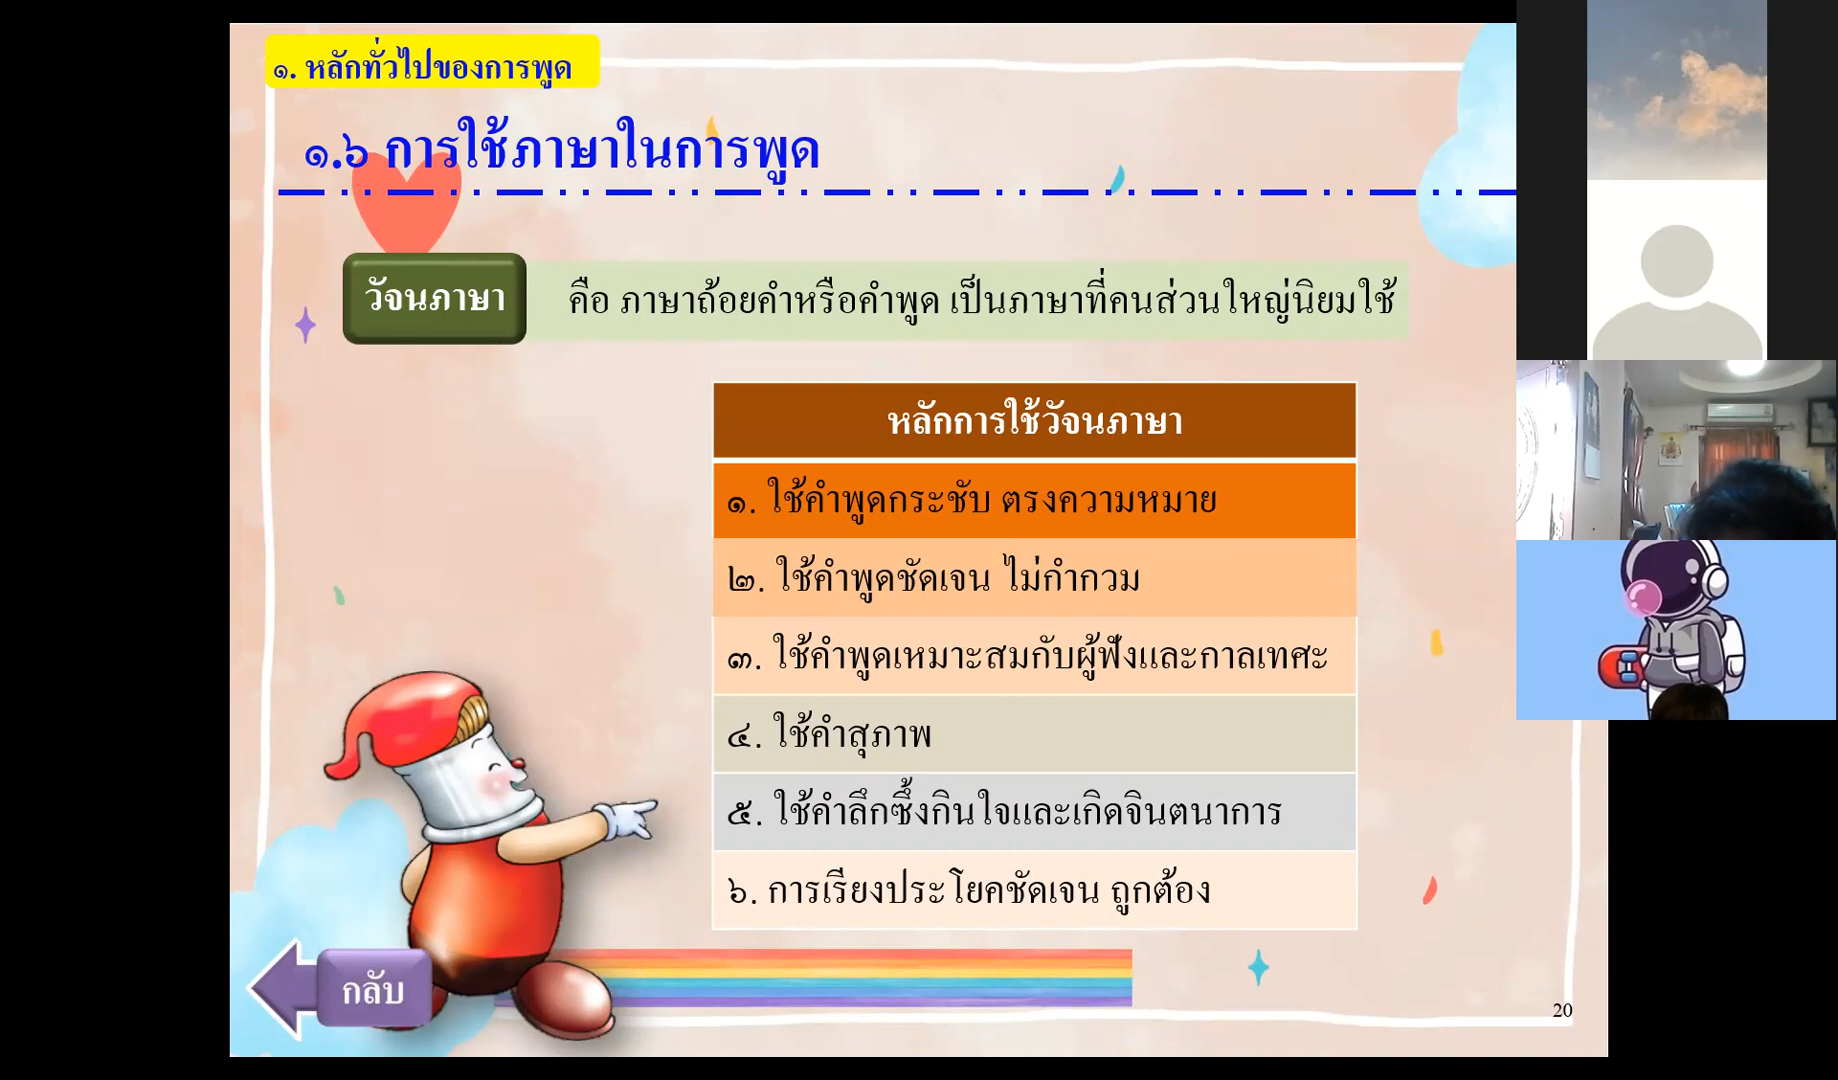 ๑. หลักทั่วไปของการพูด
๑.๖ การใช้ภาษาในการพูด
วัจนภาษา
คือ ภาษาถ้อยคำหรือคำพูด เป็นภาษาที่คนส่วนใหญ่นิยมใช้
หลักการใช้วัจนภาษา
๑. ใช้คำพูดกระชับ ตรงความหมาย
๒. ใช้คำพูดชัดเจน ไม่กำกวม
๓. ใช้คำพูดเหมาะสมกับผู้ฟังและกาลเทศะ
๔. ใช้คำสุภาพ
๕. ใช้คำลึกซึ้งกินใจและเกิดจินตนาการ
๖. การเรียงประโยคชัดเจน ถูกต้อง
กลับ
20